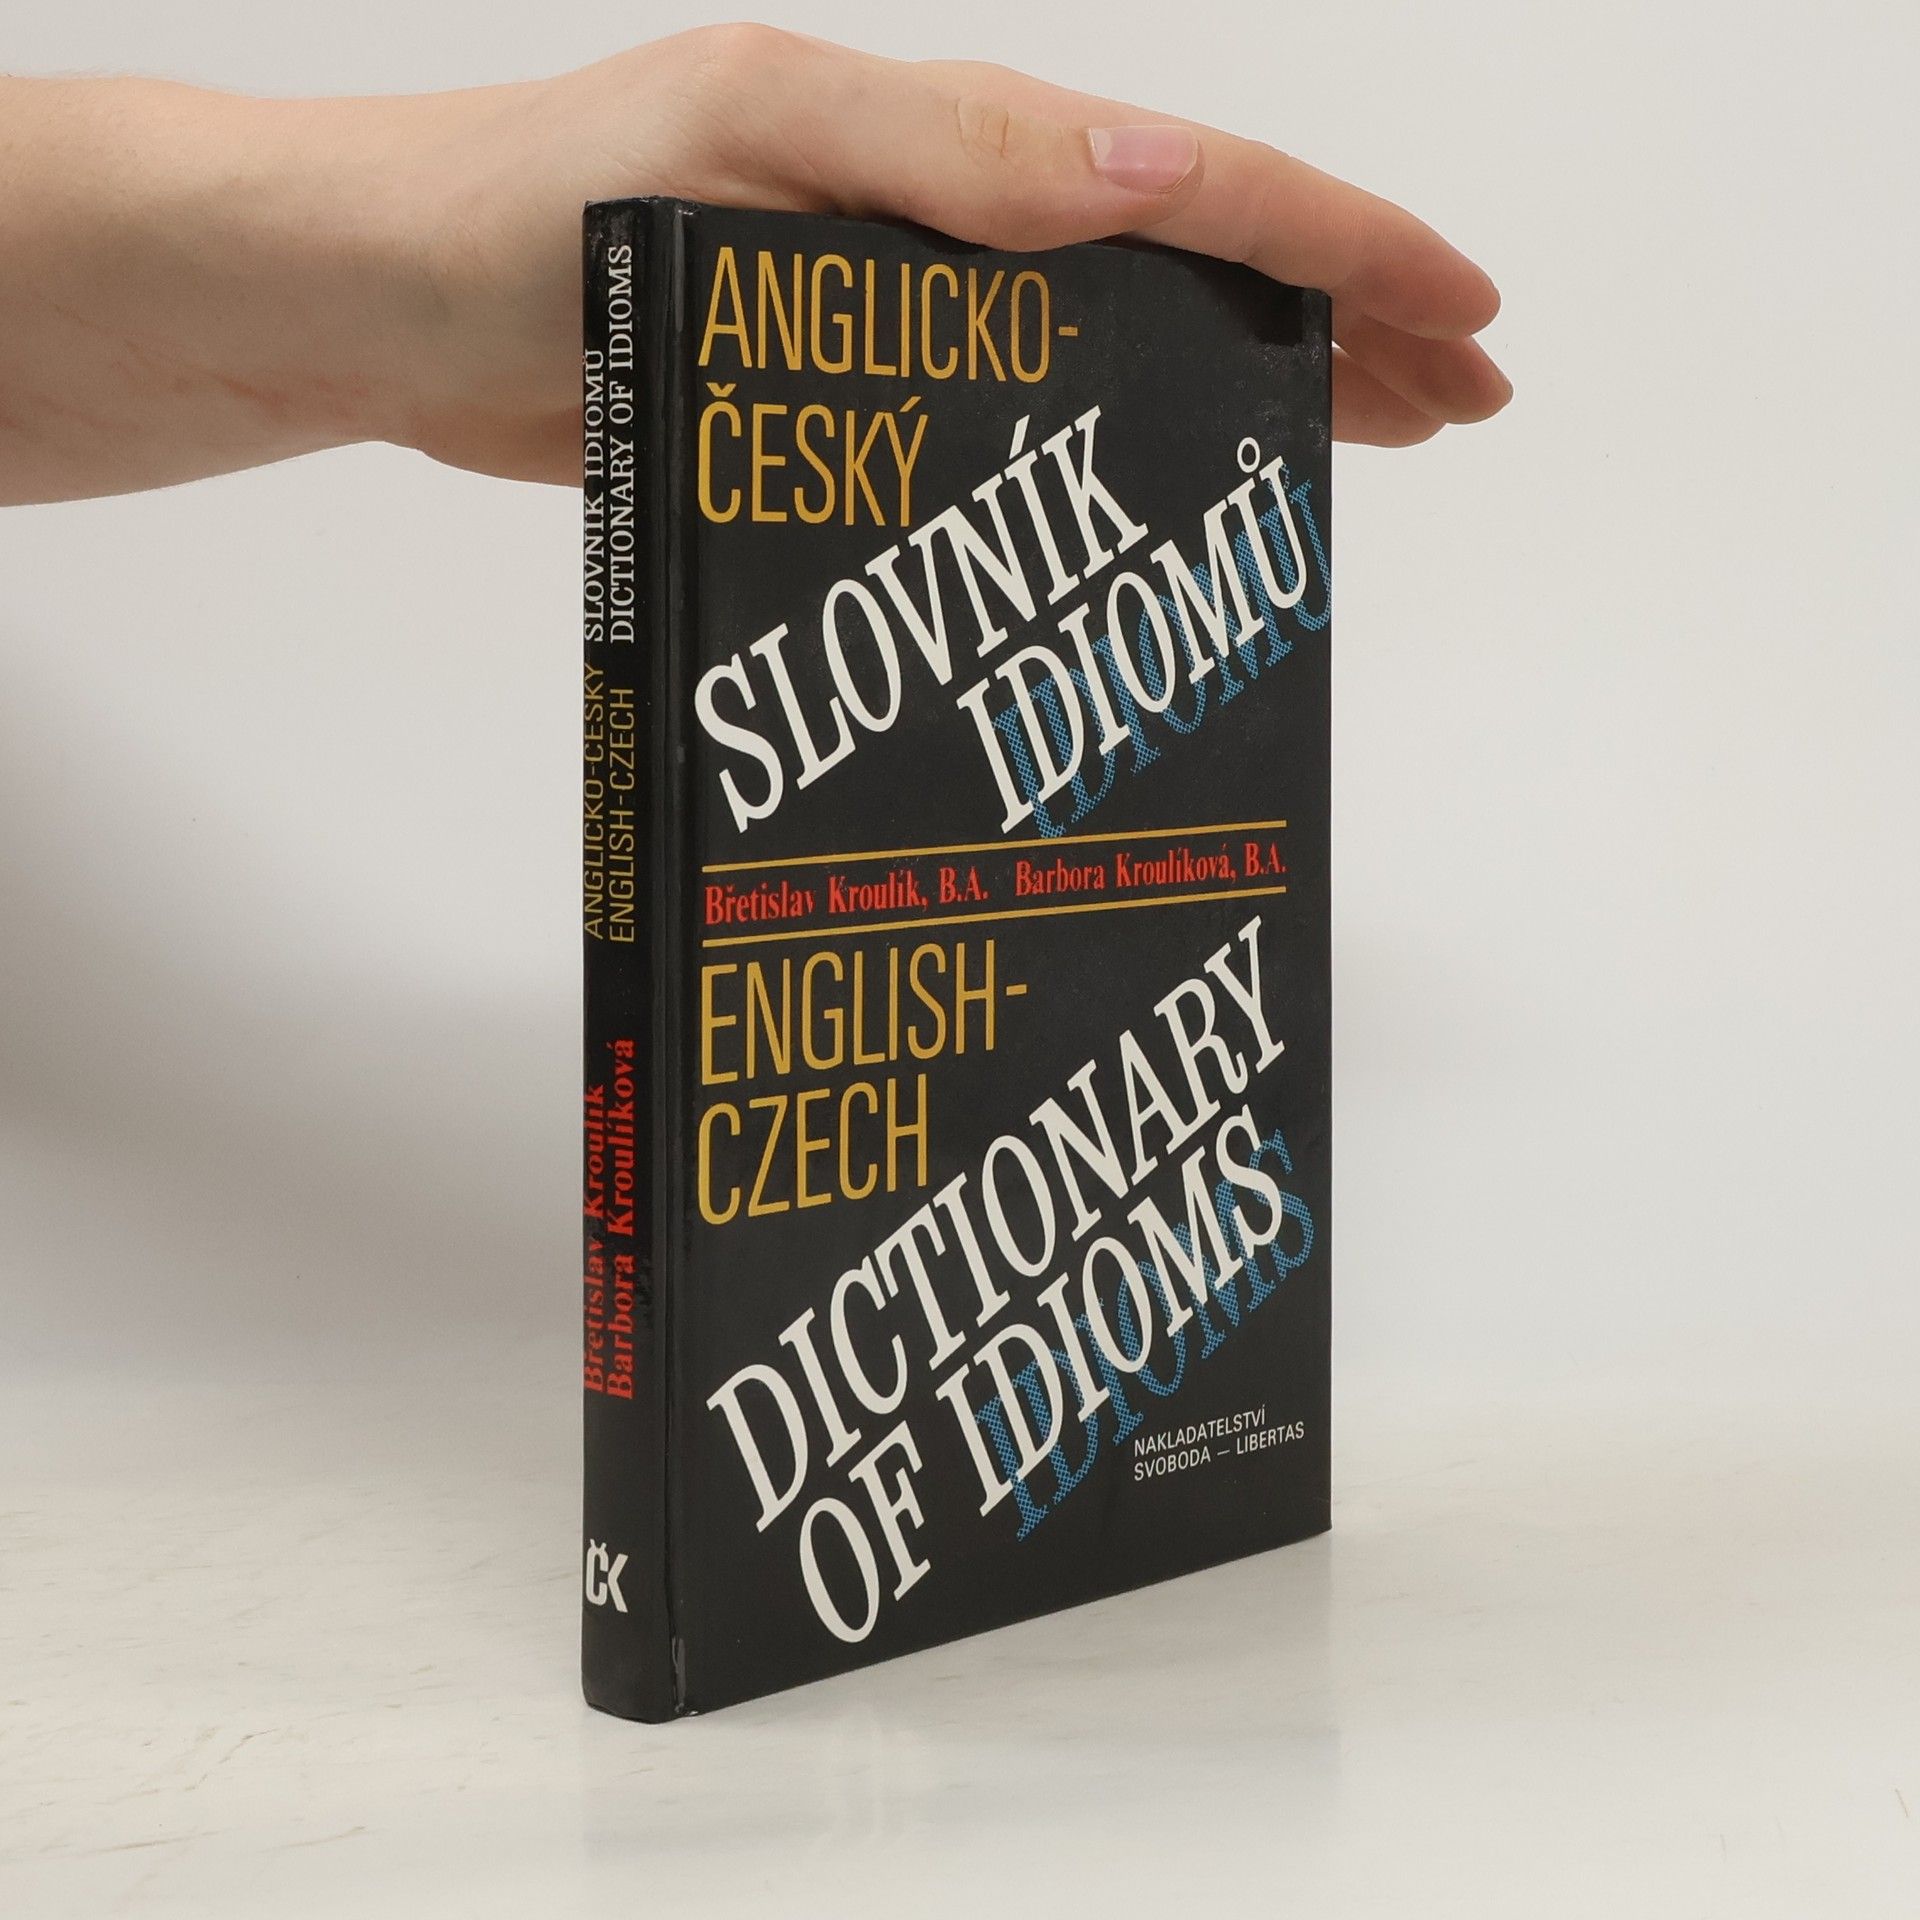 ANGLICKO-
ČESKÝ
SLOVNÍK
IDIOMŮ
Břetislav Kroulík, B.A. Barbora Kroulíková, B.A.
ENGLISH-
CZECH
DICTIONARY
OF IDIOMS
NAKLADATELSTVÍ
SVOBODA – LIBERTAS
Břetislav Kroulík ANGLICKO-ČESKÝ SLOVNÍK IDIOMŮ
Barbora Kroulíková ENGLISH-CZECH DICTIONARY OF IDIOMS
ČK